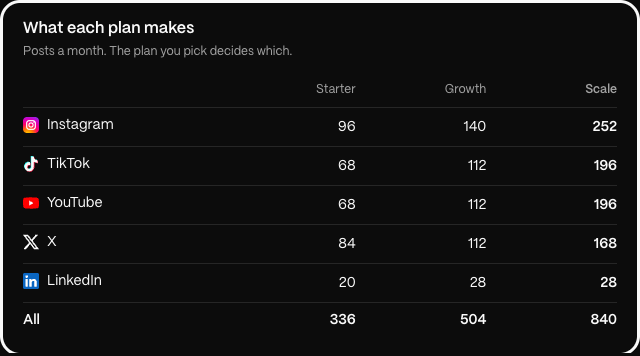 What each plan makes
Posts a month. The plan you pick decides which.
Starter Growth Scale
Instagram 96 140 252
TikTok 68 112 196
YouTube 68 112 196
X 84 112 168
in LinkedIn 20 28 28
All 336 504 840